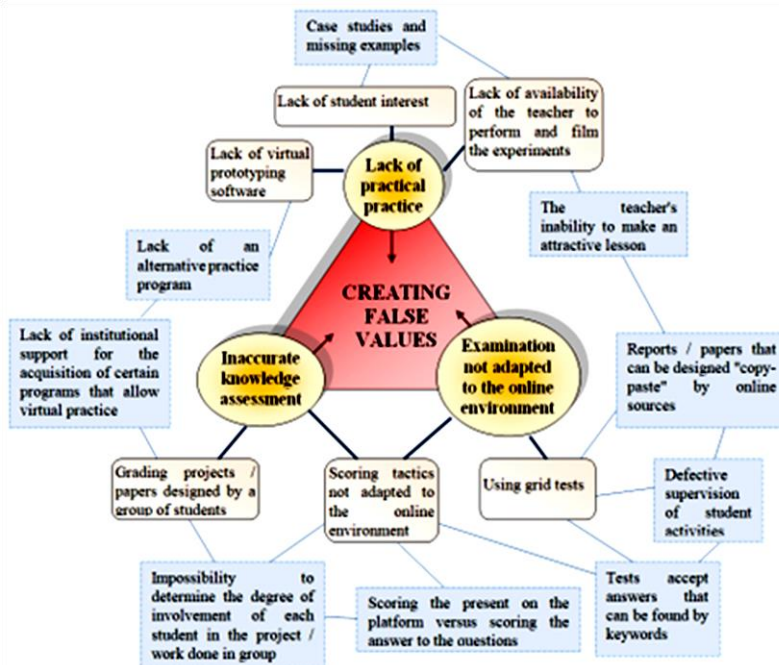 Case studies and
missing examples
Lack of student interest
Lack of availability
of the teacher to
perform and film
the experiments
Lack of virtual
prototyping
software
Lack of
practical
practice
The teacher's
inability to make an
attractive lesson
Lack of an
alternative practice
program
CREATING
FALSE
VALUES
Lack of institutional
support for the
acquisition of certain
programs that allow
virtual practice
Inaccurate
knowledge
assessment
Examination
not adapted
to the online
environment
Reports / papers that
can be designed "copy-
paste" by online
sources
Grading projects /
papers designed by a
group of students
Scoring tactics
not adapted to
the online
environment
Using grid tests
Defective
supervision
of student
activities
Impossibility to
determine the degree of
involvement of each
student in the project /
work done in group
Scoring the present on the
platform versus scoring the
answer to the questions
Tests accept
answers that
can be found by
keywords